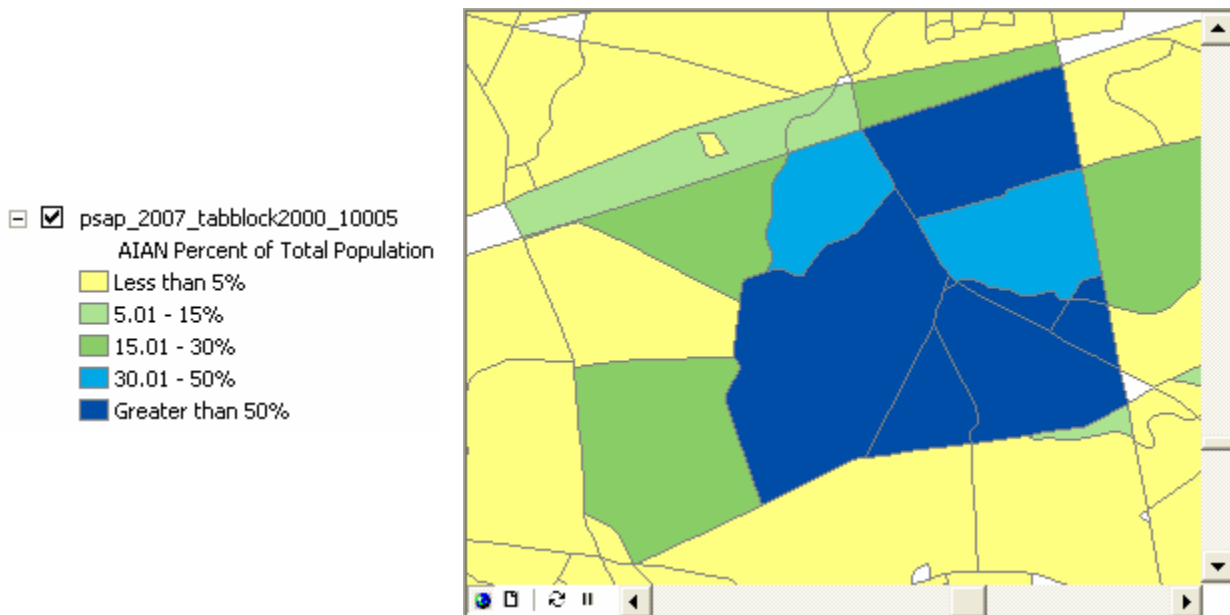 psap_2007_tabblock2000_10005
AIAN Percent of Total Population
Less than 5%
5.01 - 15%
15.01 - 30%
30.01 - 50%
Greater than 50%